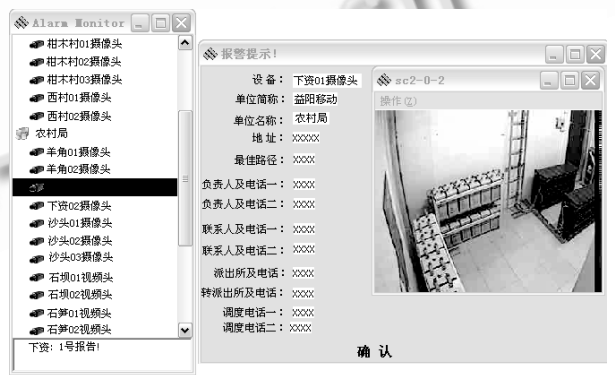 Alarm Monitor
柑木村01摄像头
柑木村02摄像头
柑木村03摄像头
西村01摄像头
西村02摄像头
农村局
羊角01摄像头
羊角02摄像头
下资02摄像头
沙头01摄像头
沙头02摄像头
沙头03摄像头
石坝01视频头
石坝02视频头
石笋01视频头
石笋02视频头
下资: 1号报告!
报警提示!
设备: 下资01摄像头
单位简称: 益阳移动
单位名称: 农村局
地址: XXXXX
最佳路径: XXXX
负责人及电话一: XXXX
负责人及电话二: XXXX
联系人及电话一: XXXX
联系人及电话二: XXXX
派出所及电话: XXXX
转派出所及电话: XXXX
调度电话一: XXXX
调度电话二: XXXX
确认
sc2-0-2
操作(Z)